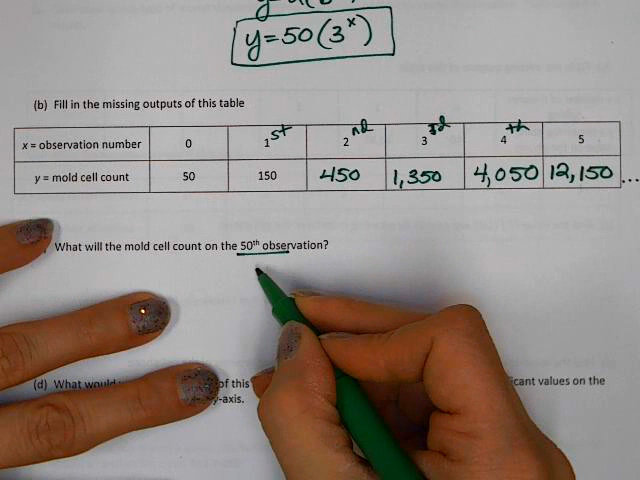 y=50(3ˣ)
(b) Fill in the missing outputs of this table
x = observation number 0 1st 2nd 3rd 4th 5
y = mold cell count 50 150 450 1,350 4,050 12,150 ...
What will the mold cell count on the 50th observation?
(d) What would of this icant values on the
y-axis.